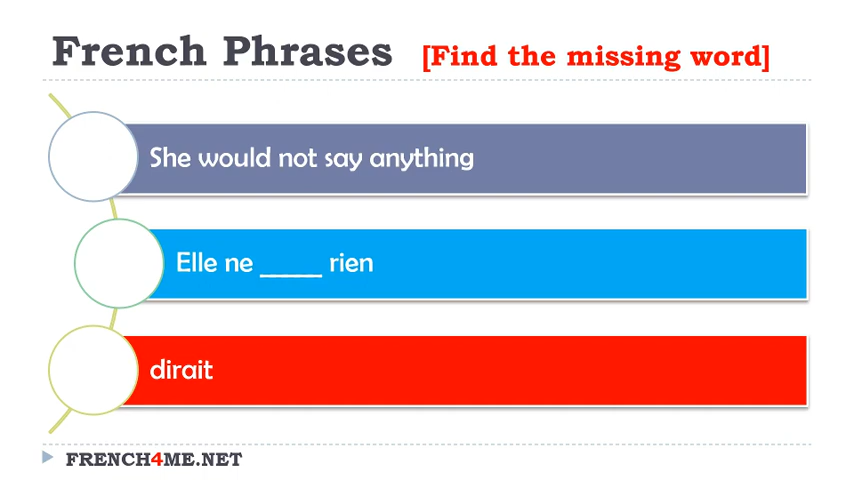 French Phrases [Find the missing word]
She would not say anything
Elle ne _____ rien
dirait
FRENCH4ME.NET